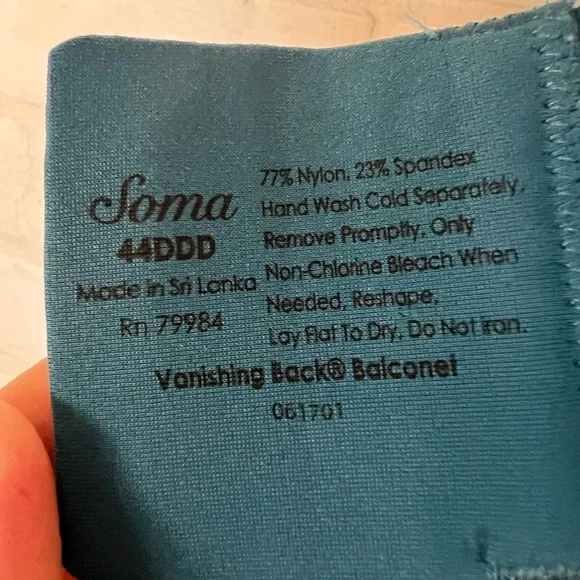 Soma
44DDD
Made in Sri Lanka
Rn 79984
77% Nylon, 23% Spandex
Hand Wash Cold Separately,
Remove Promptly, Only
Non-Chlorine Bleach When
Needed, Reshape,
Lay Flat To Dry, Do Not Iron.
Vanishing Back® Balconet
061701